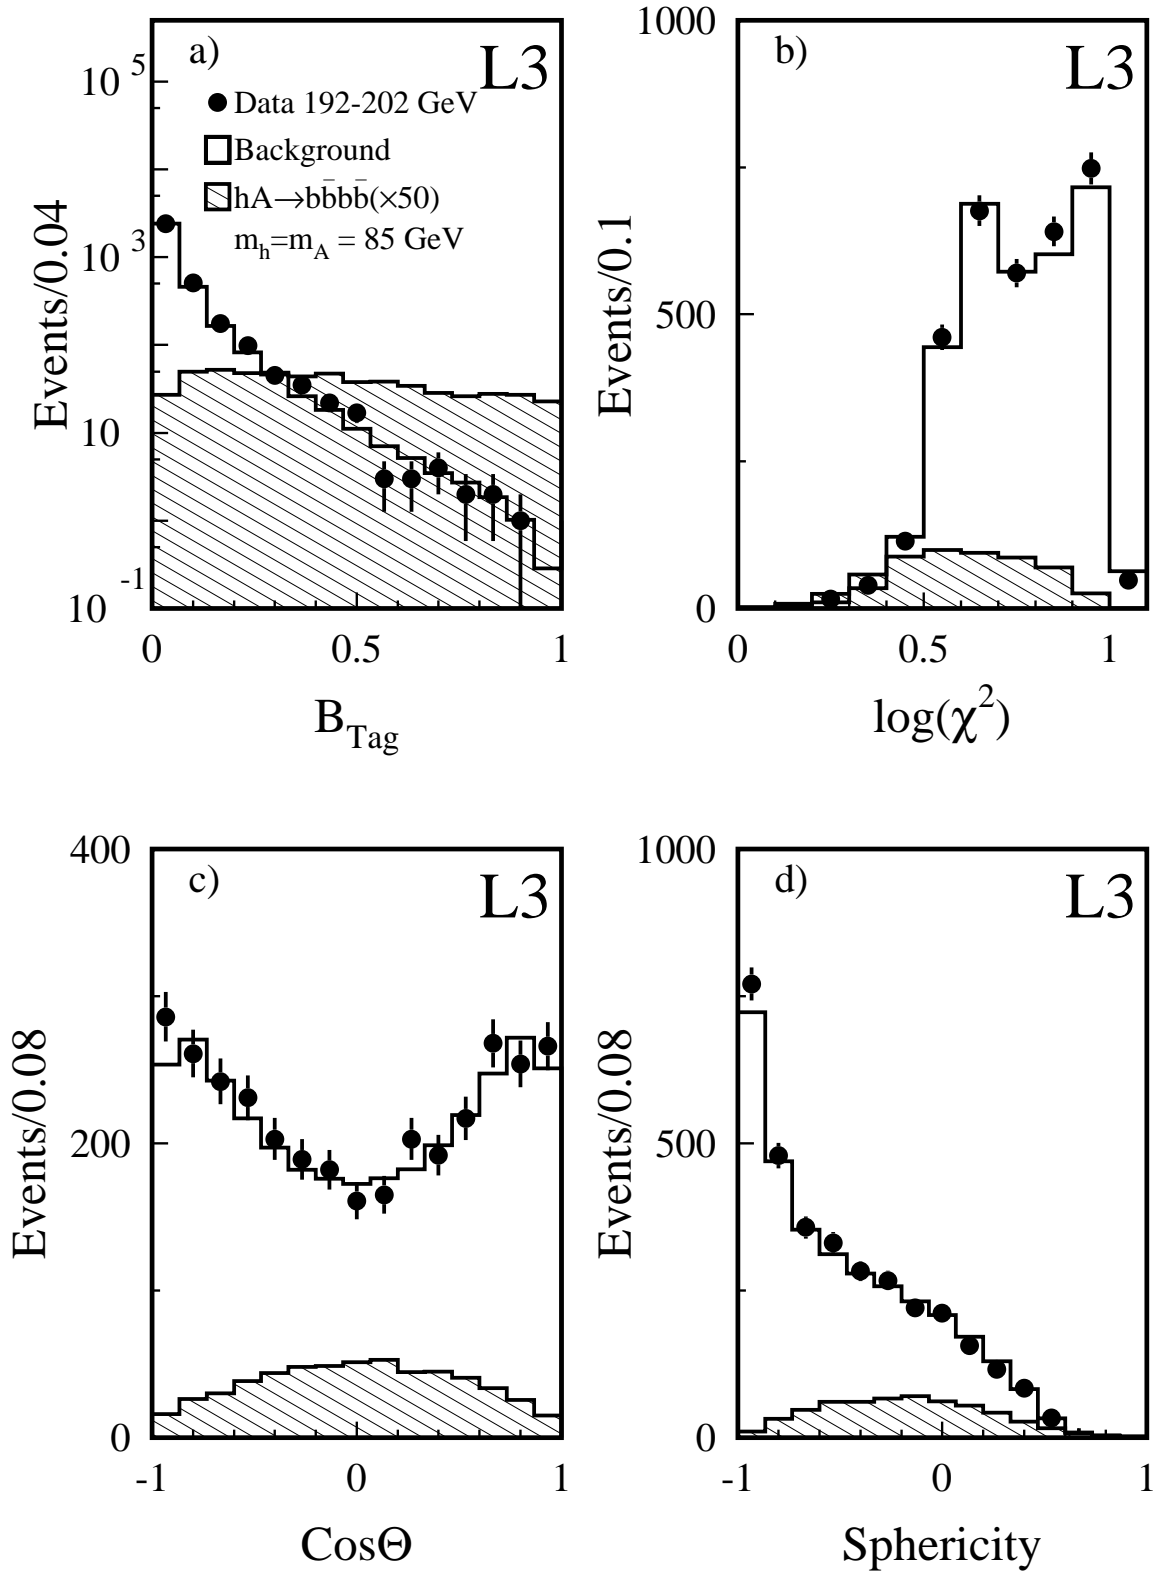 a)
L3
Data 192-202 GeV
Background
hA→bb̄bb̄(×50)
m_h=m_A = 85 GeV
10^5
10^3
10
10^-1
Events/0.04
0 0.5 1
B_Tag
b)
L3
1000
500
0
Events/0.1
0 0.5 1
log(χ²)
c)
L3
400
200
0
Events/0.08
-1 0 1
CosΘ
d)
L3
1000
500
0
Events/0.08
-1 0 1
Sphericity